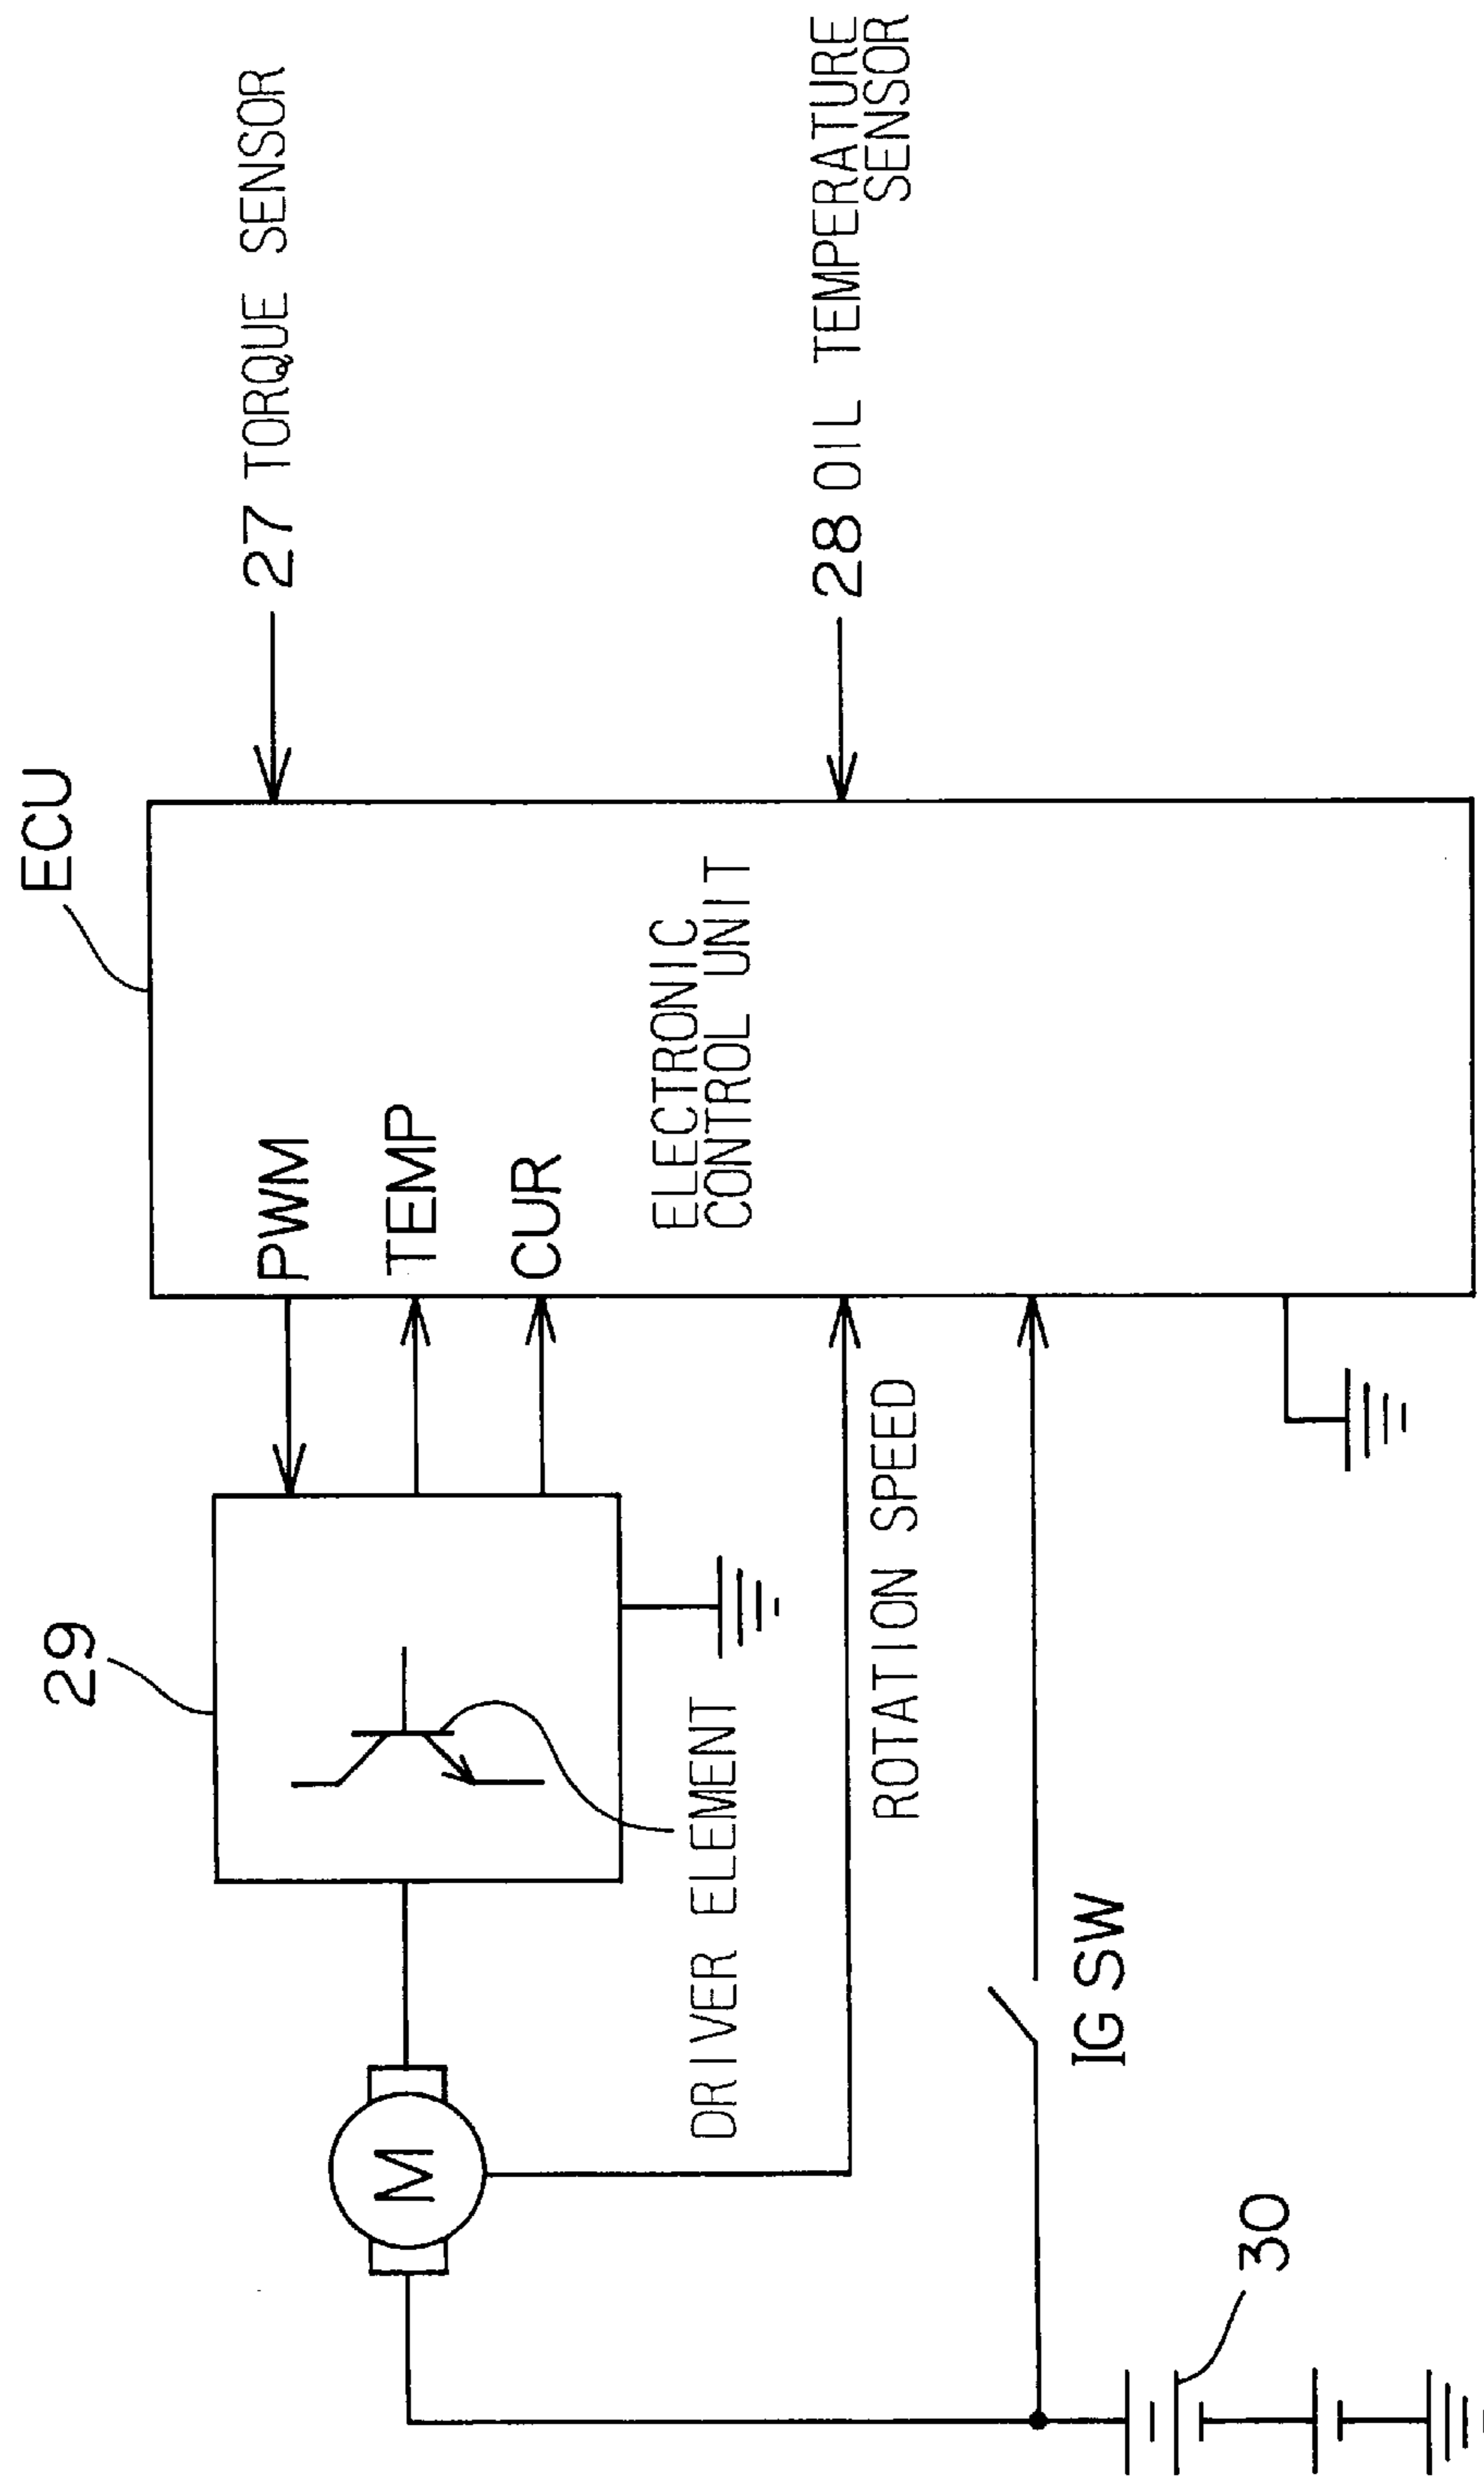 ECU
27 TORQUE SENSOR
28 OIL TEMPERATURE
SENSOR
PWM
TEMP
CUR
ELECTRONIC
CONTROL UNIT
29
M
DRIVER ELEMENT
ROTATION SPEED
IG SW
30